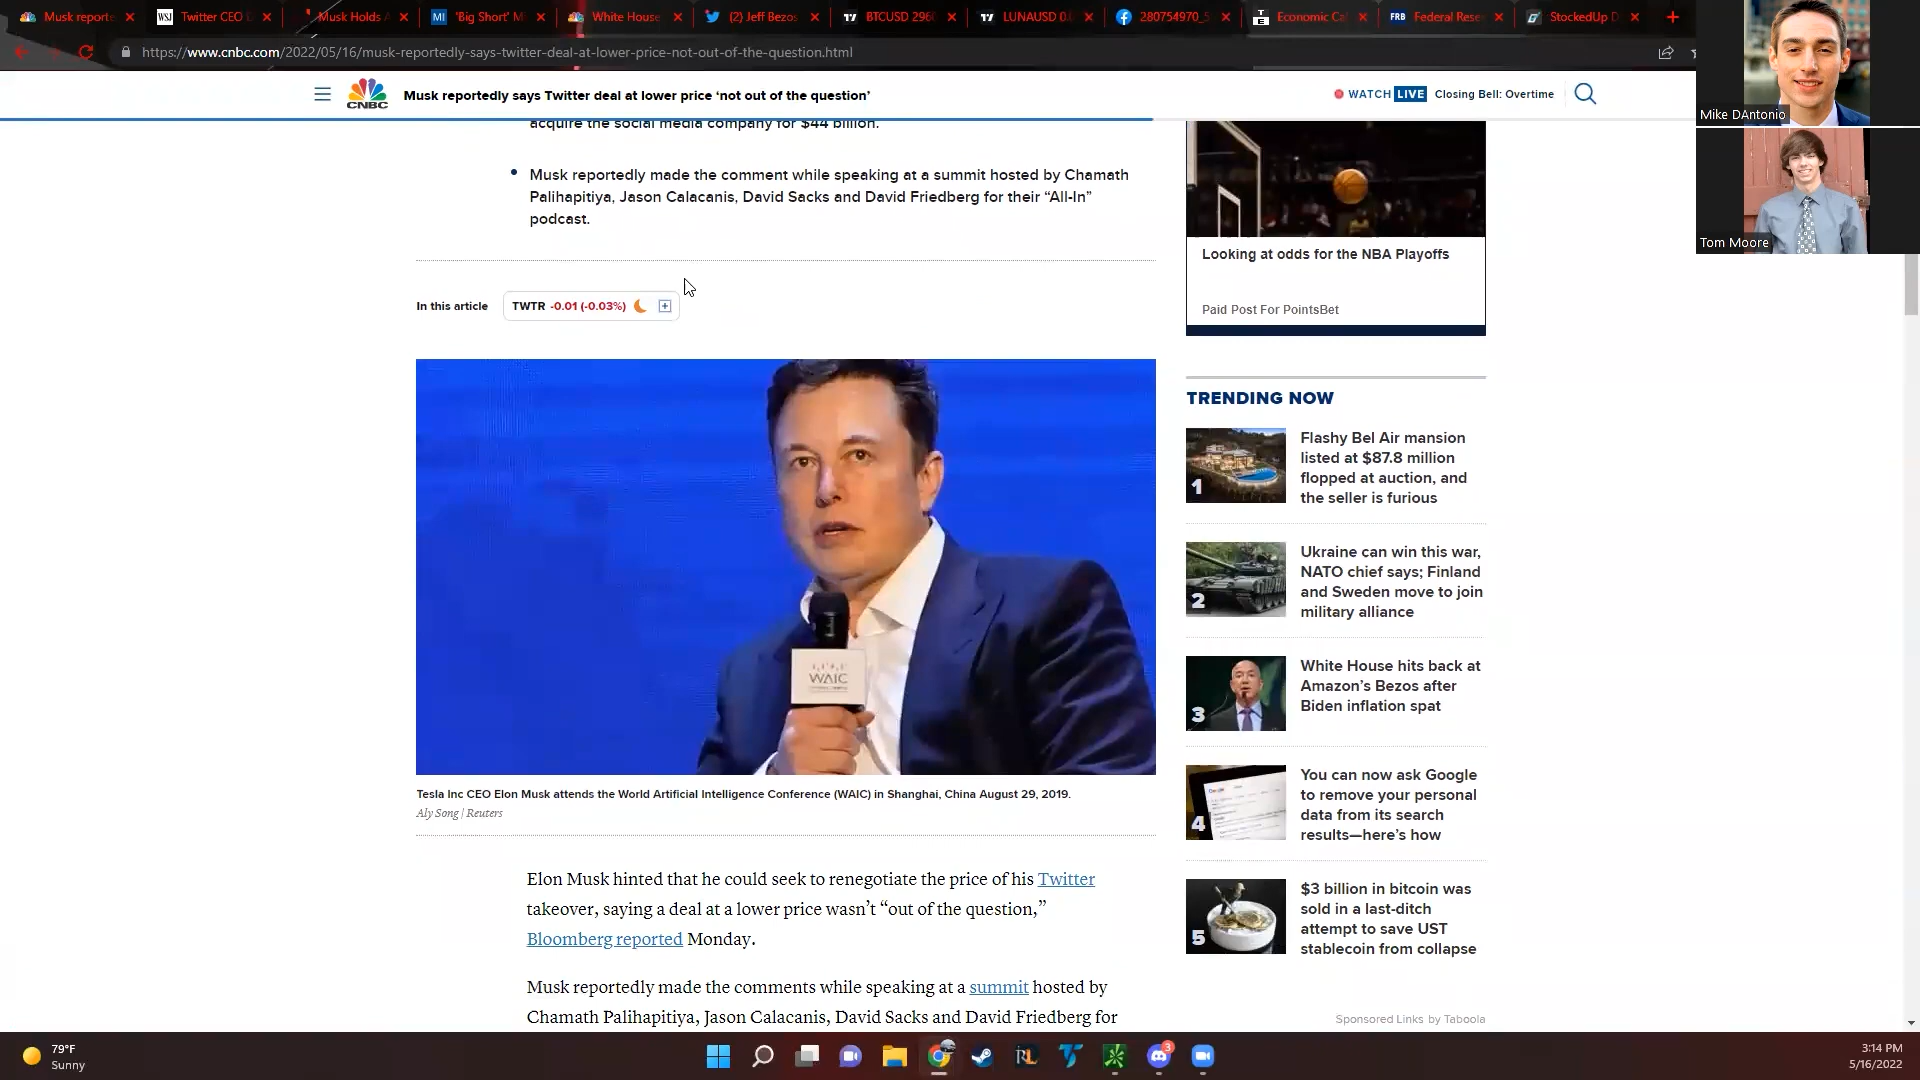 Musk reporte
WSJ
Twitter CEO
Musk Holds A
MI
'Big Short' M
White House
(2) Jeff Bezos
BTCUSD 296
LUNAUSD 0.
280754970_5
Economic Ca
FRB
Federal Rese
StockedUp D
https://www.cnbc.com/2022/05/16/musk-reportedly-says-twitter-deal-at-lower-price-not-out-of-the-question.html
CNBC
Musk reportedly says Twitter deal at lower price ‘not out of the question’
WATCH LIVE
Closing Bell: Overtime
Mike DAntonio
Tom Moore
acquire the social media company for $44 billion.
Musk reportedly made the comment while speaking at a summit hosted by Chamath
Palihapitiya, Jason Calacanis, David Sacks and David Friedberg for their “All-In”
podcast.
In this article
TWTR -0.01 (-0.03%)
WAIC
Tesla Inc CEO Elon Musk attends the World Artificial Intelligence Conference (WAIC) in Shanghai, China August 29, 2019.
Aly Song | Reuters
Elon Musk hinted that he could seek to renegotiate the price of his Twitter
takeover, saying a deal at a lower price wasn’t “out of the question,”
Bloomberg reported Monday.
Musk reportedly made the comments while speaking at a summit hosted by
Chamath Palihapitiya, Jason Calacanis, David Sacks and David Friedberg for
Looking at odds for the NBA Playoffs
Paid Post For PointsBet
TRENDING NOW
1
Flashy Bel Air mansion
listed at $87.8 million
flopped at auction, and
the seller is furious
2
Ukraine can win this war,
NATO chief says; Finland
and Sweden move to join
military alliance
3
White House hits back at
Amazon’s Bezos after
Biden inflation spat
4
You can now ask Google
to remove your personal
data from its search
results—here’s how
5
$3 billion in bitcoin was
sold in a last-ditch
attempt to save UST
stablecoin from collapse
Sponsored Links by Taboola
79°F
Sunny
3
3:14 PM
5/16/2022